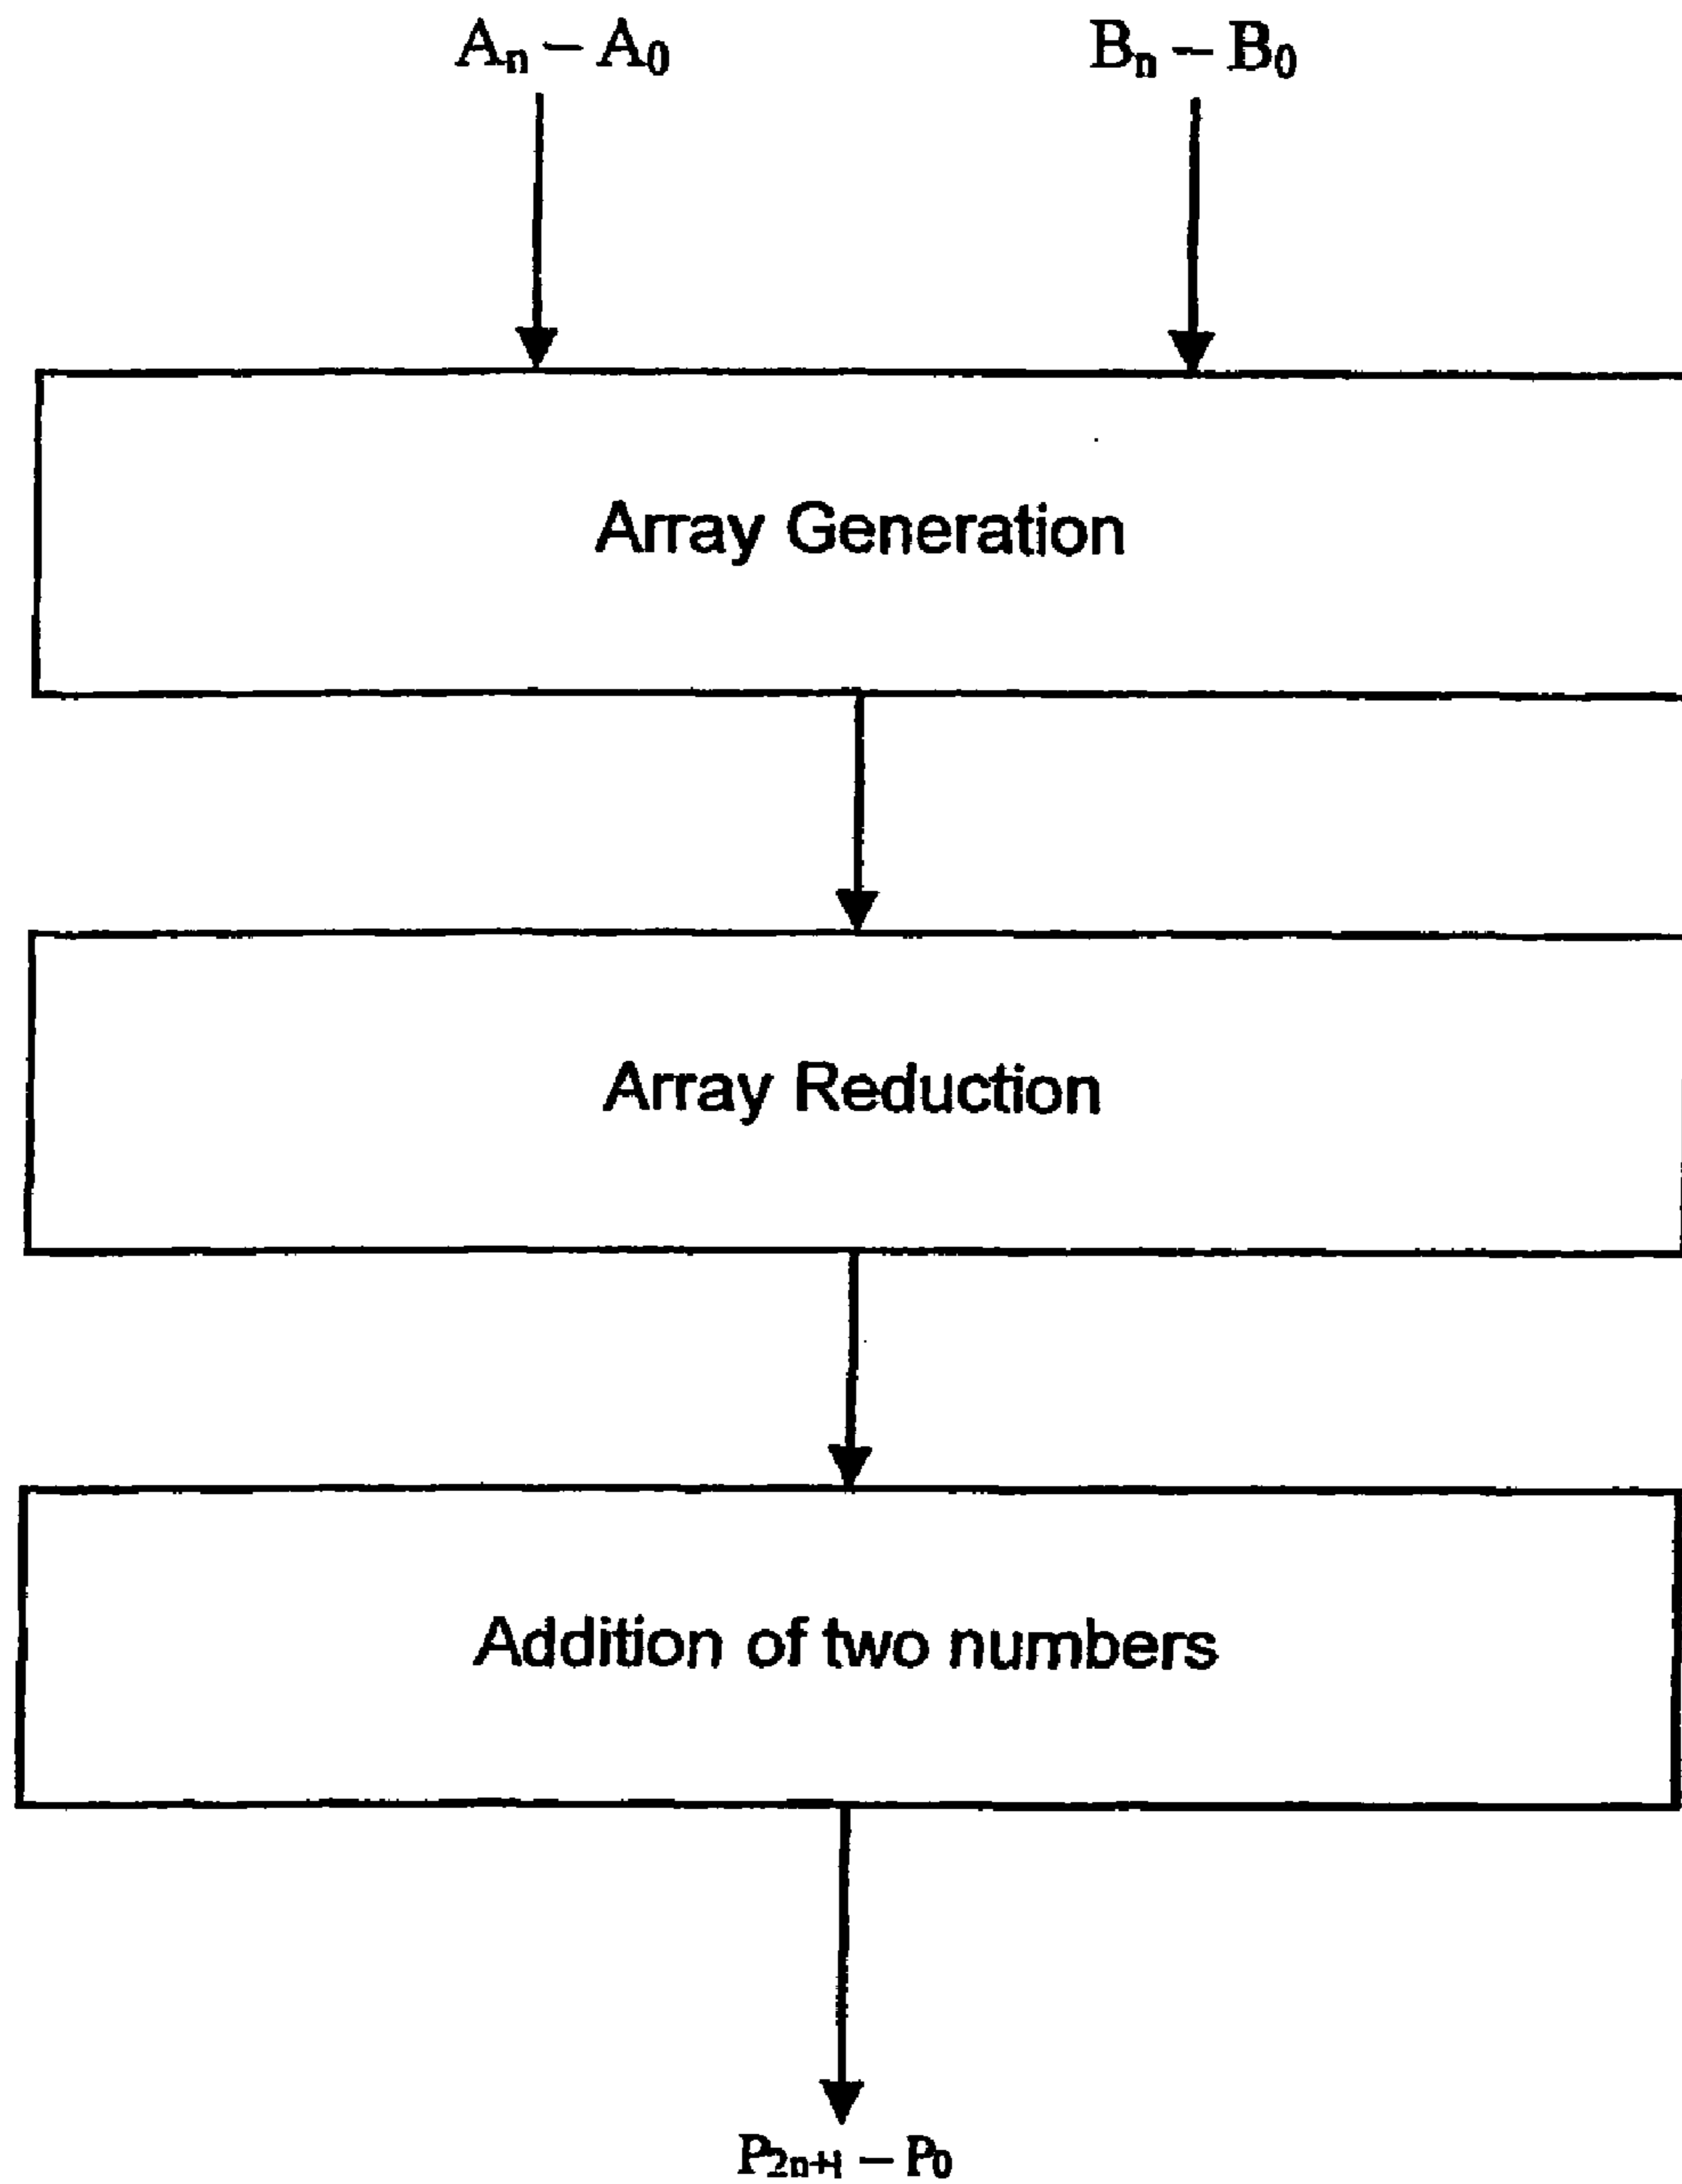 Aₙ – A₀ Bₙ – B₀
Array Generation
Array Reduction
Addition of two numbers
P₂ₙ₊₁ – P₀